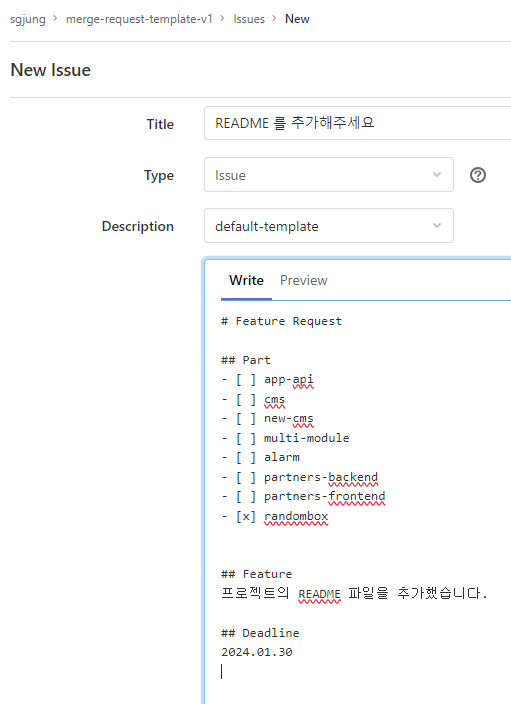 sgjung > merge-request-template-v1 > Issues > New
New Issue
Title README 를 추가해주세요
Type Issue
Description default-template
Write Preview
# Feature Request
## Part
- [ ] app-api
- [ ] cms
- [ ] new-cms
- [ ] multi-module
- [ ] alarm
- [ ] partners-backend
- [ ] partners-frontend
- [x] randombox
## Feature
프로젝트의 README 파일을 추가했습니다.
## Deadline
2024.01.30